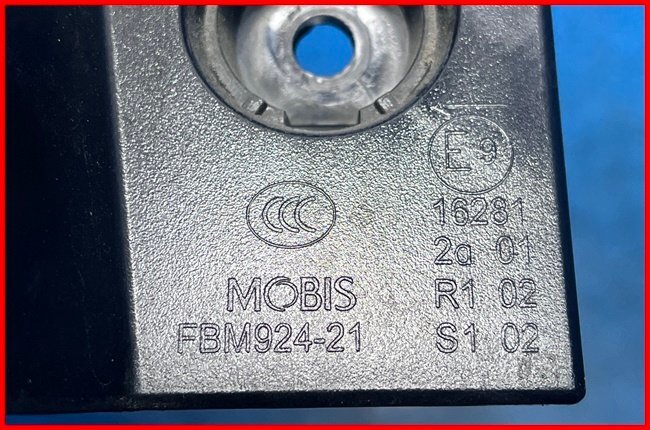 E9
CCC
16281
2a 01
MOBIS
R1 02
FBM924-21
S1 02